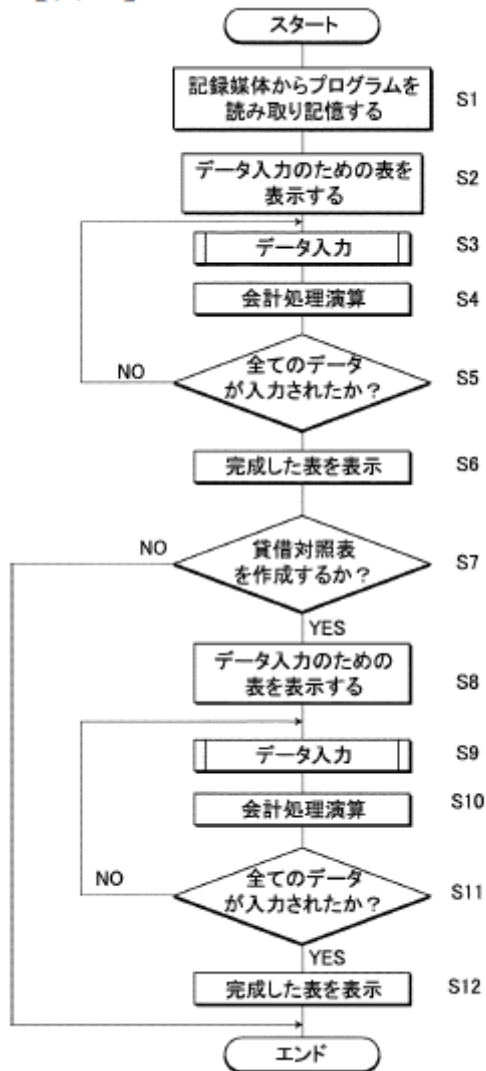 スタート
記録媒体からプログラムを
読み取り記憶する
S1
データ入力のための表を
表示する
S2
データ入力
S3
会計処理演算
S4
全てのデータ
が入力されたか?
NO
S5
完成した表を表示
S6
貸借対照表
を作成するか?
NO
S7
YES
データ入力のための
表を表示する
S8
データ入力
S9
会計処理演算
S10
全てのデータ
が入力されたか?
NO
S11
YES
完成した表を表示
S12
エンド